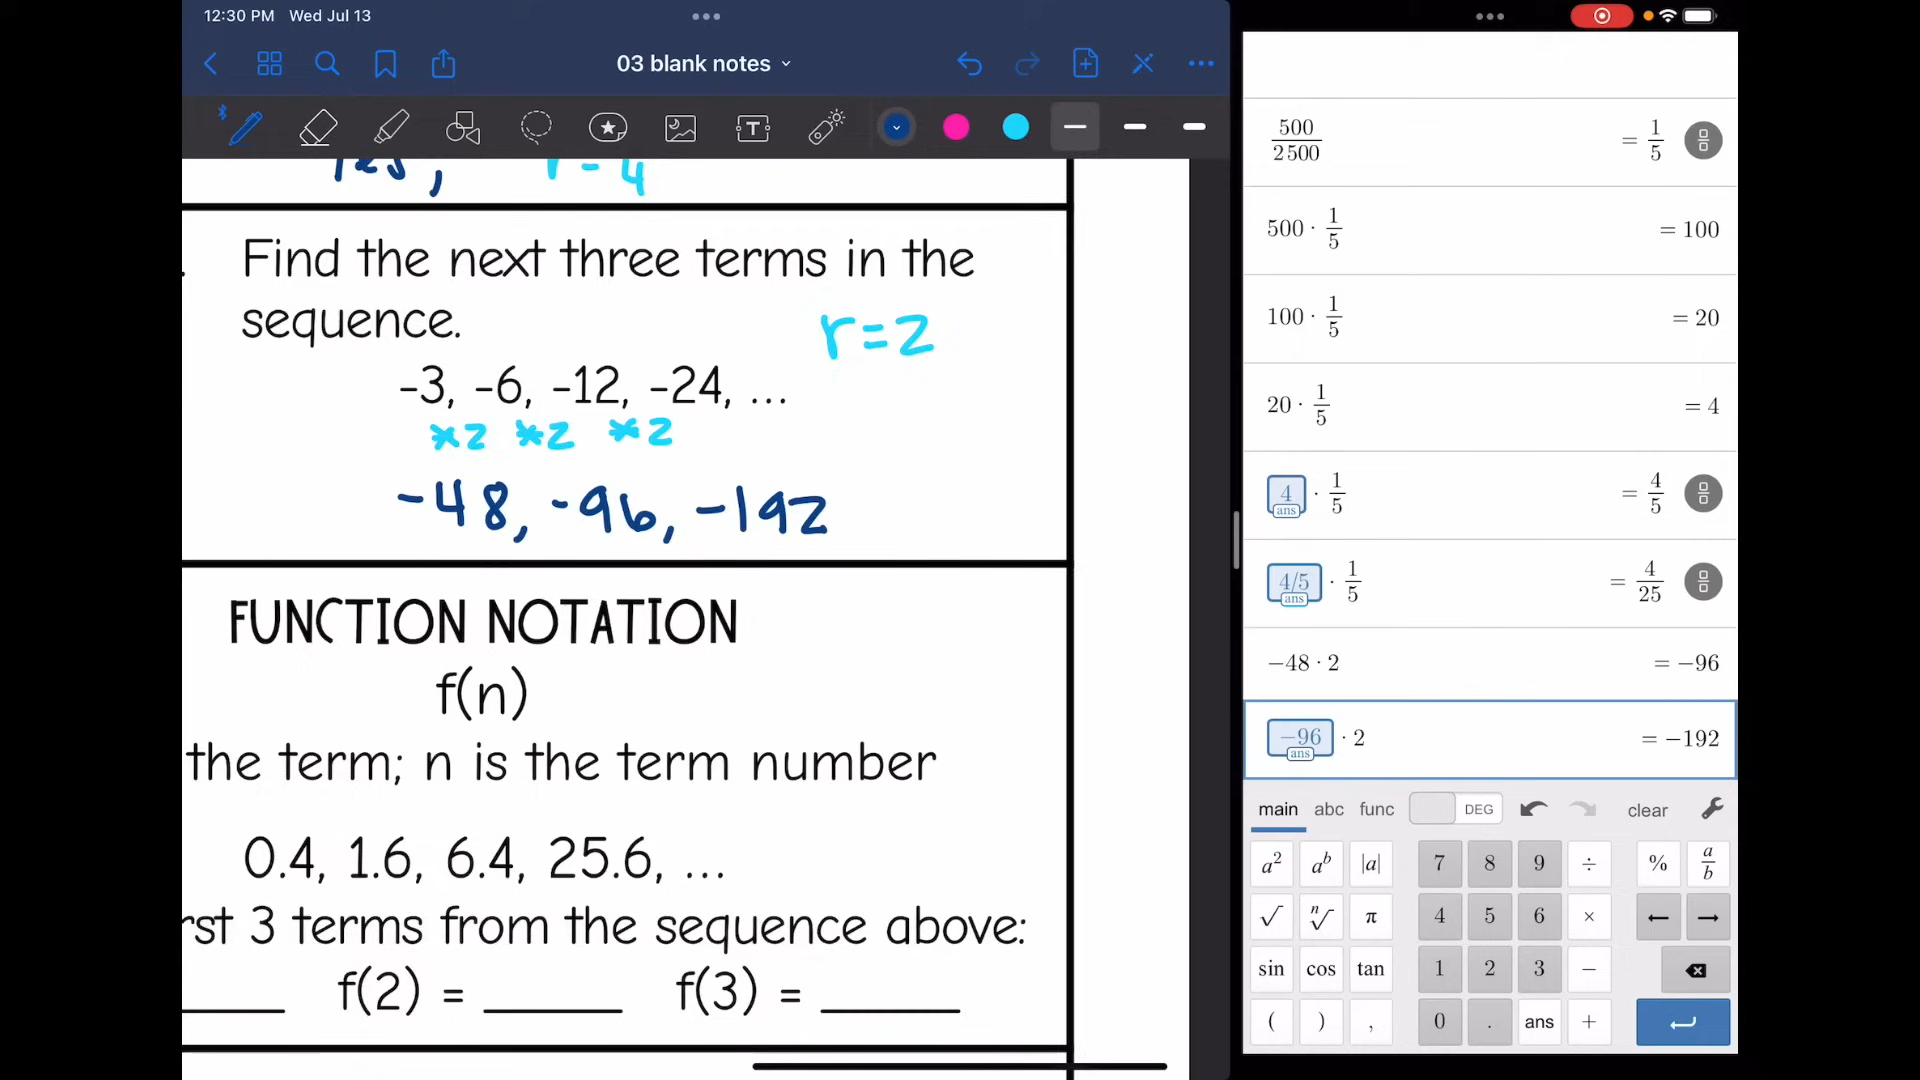 12:30 PM Wed Jul 13
03 blank notes
r = 4
Find the next three terms in the
sequence.
r=2
-3, -6, -12, -24, ...
*2 *2 *2
-48, -96, -192
FUNCTION NOTATION
f(n)
the term; n is the term number
0.4, 1.6, 6.4, 25.6, ...
rst 3 terms from the sequence above:
f(2) = ______ f(3) = ______
500/2500 = 1/5
500 · 1/5 = 100
100 · 1/5 = 20
20 · 1/5 = 4
4 ans · 1/5 = 4/5
4/5 ans · 1/5 = 4/25
−48 · 2 = −96
−96 ans · 2 = −192
main abc func DEG clear
a² aᵇ |a| 7 8 9 ÷ % a/b
√ ⁿ√ π 4 5 6 × ← →
sin cos tan 1 2 3 −
( ) , 0 . ans +